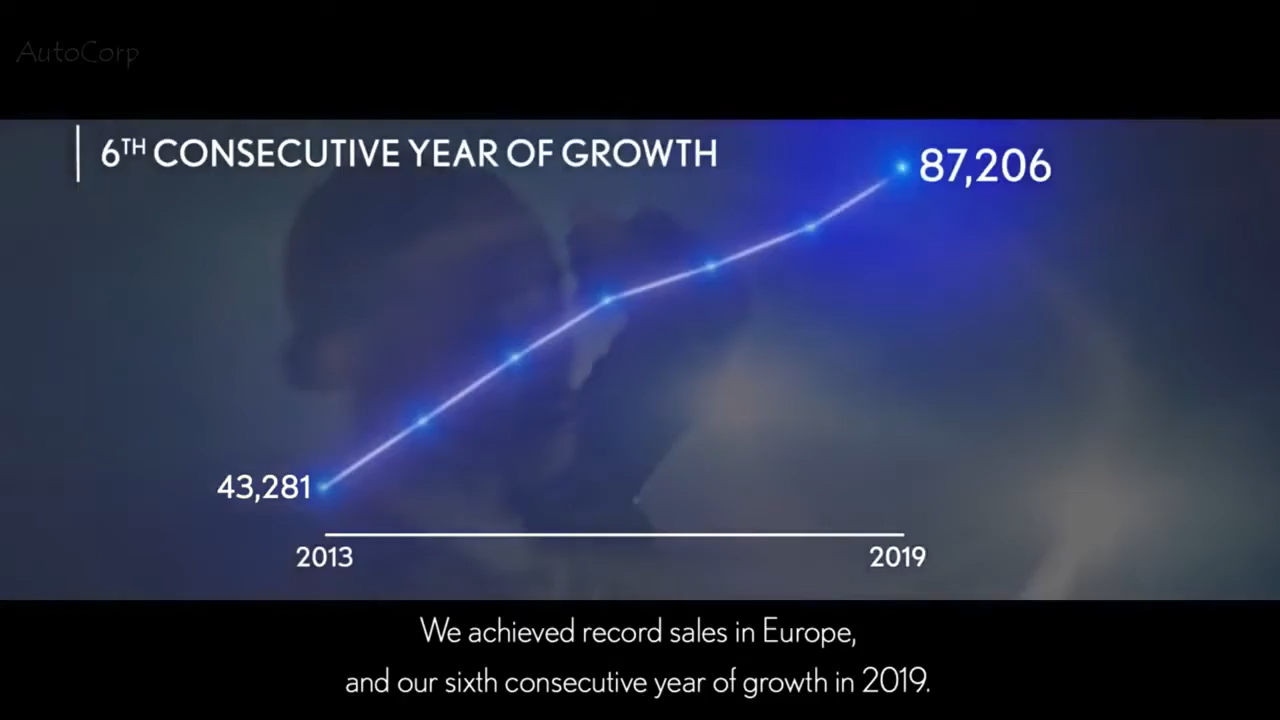 AutoCorp
6TH CONSECUTIVE YEAR OF GROWTH
87,206
43,281
2013
2019
We achieved record sales in Europe,
and our sixth consecutive year of growth in 2019.